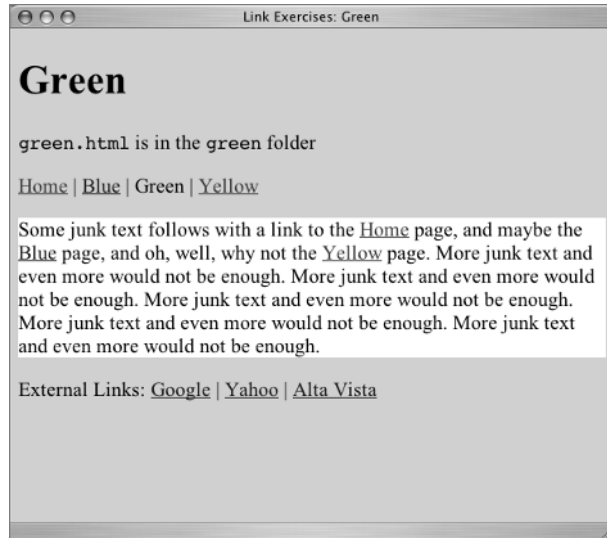 Link Exercises: Green
Green
green.html is in the green folder
Home | Blue | Green | Yellow
Some junk text follows with a link to the Home page, and maybe the
Blue page, and oh, well, why not the Yellow page. More junk text and
even more would not be enough. More junk text and even more would
not be enough. More junk text and even more would not be enough.
More junk text and even more would not be enough. More junk text
and even more would not be enough.
External Links: Google | Yahoo | Alta Vista